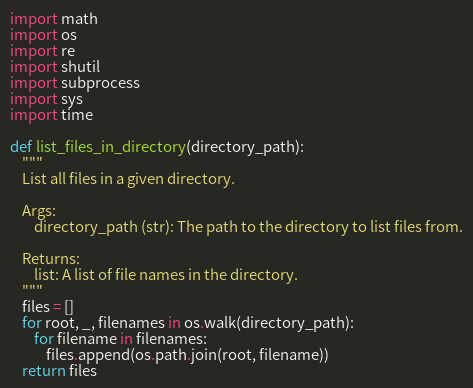 import math
import os
import re
import shutil
import subprocess
import sys
import time

def list_files_in_directory(directory_path):
    """
    List all files in a given directory.

    Args:
        directory_path (str): The path to the directory to list files from.

    Returns:
        list: A list of file names in the directory.
    """
    files = []
    for root, _, filenames in os.walk(directory_path):
        for filename in filenames:
            files.append(os.path.join(root, filename))
    return files